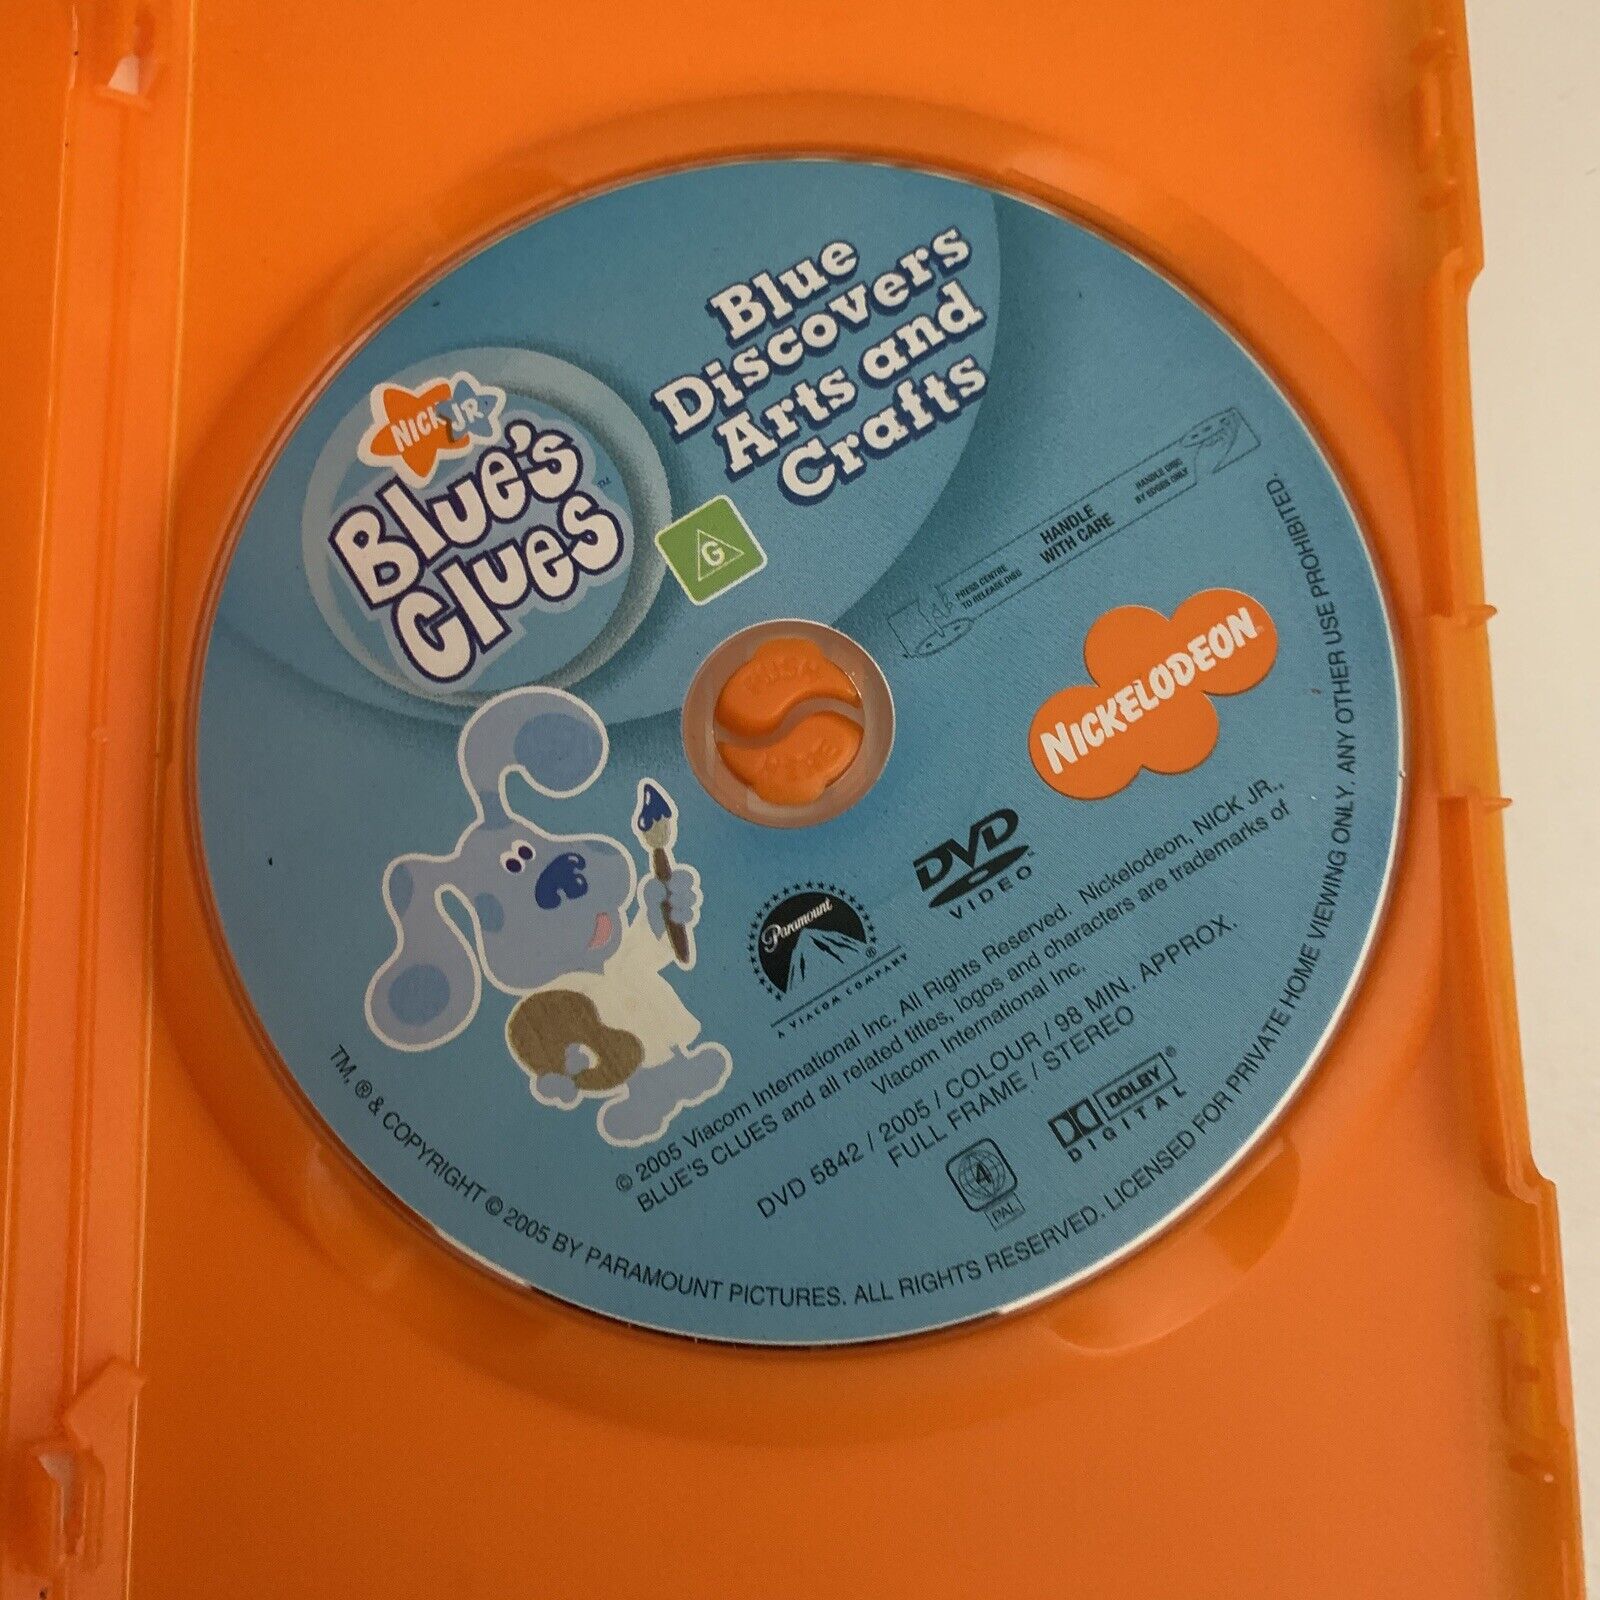 NICK JR.
Blue's
Clues™
Blue
Discovers
Arts and
Crafts
G
PRESS CENTRE
TO RELEASE DISC
HANDLE
WITH CARE
HANDLE DISC
BY EDGES ONLY
NICKELODEON™
PUSH
Paramount®
A VIACOM COMPANY
DVD™
VIDEO
© 2005 Viacom International Inc. All Rights Reserved. Nickelodeon, NICK JR.,
BLUE'S CLUES and all related titles, logos and characters are trademarks of
Viacom International Inc.
DVD 5842 / 2005 / COLOUR / 98 MIN. APPROX.
FULL FRAME / STEREO
4
PAL
DOLBY®
DIGITAL
TM, ® & COPYRIGHT © 2005 BY PARAMOUNT PICTURES. ALL RIGHTS RESERVED. LICENSED FOR PRIVATE HOME VIEWING ONLY. ANY OTHER USE PROHIBITED.